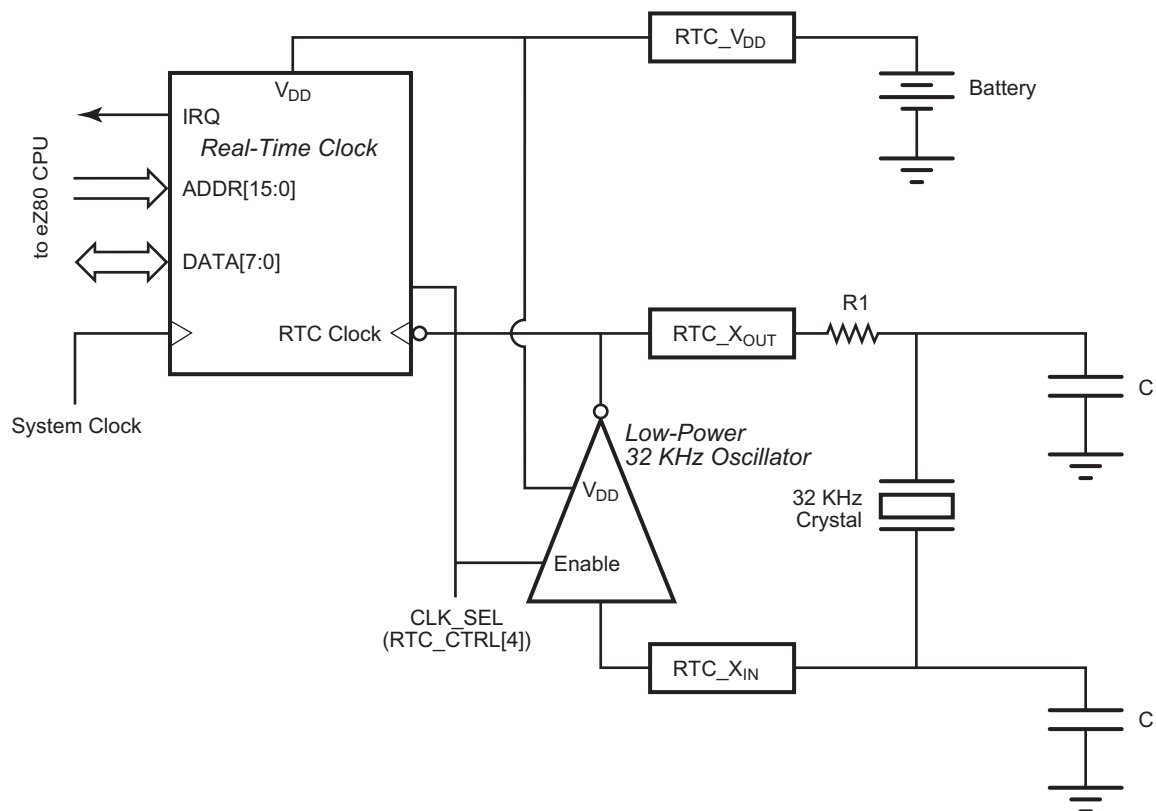 RTC_VDD
VDD
Battery
IRQ
Real-Time Clock
to eZ80 CPU
ADDR[15:0]
DATA[7:0]
R1
RTC Clock
RTC_XOUT
C
System Clock
Low-Power
32 KHz Oscillator
VDD
32 KHz
Crystal
Enable
CLK_SEL
(RTC_CTRL[4])
RTC_XIN
C